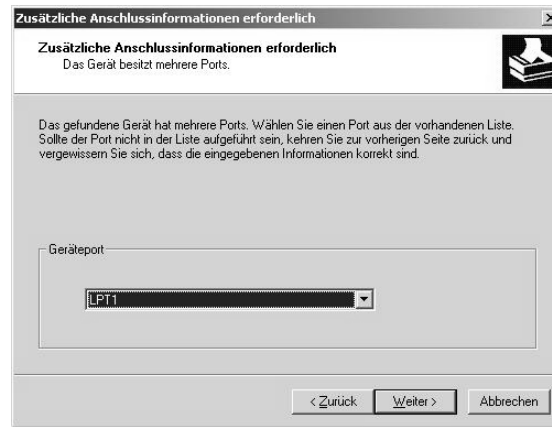 Zusätzliche Anschlussinformationen erforderlich
Zusätzliche Anschlussinformationen erforderlich
Das Gerät besitzt mehrere Ports.
Das gefundene Gerät hat mehrere Ports. Wählen Sie einen Port aus der vorhandenen Liste.
Sollte der Port nicht in der Liste aufgeführt sein, kehren Sie zur vorherigen Seite zurück und
vergewissern Sie sich, dass die eingegebenen Informationen korrekt sind.
Geräteport
LPT1
< Zurück Weiter > Abbrechen